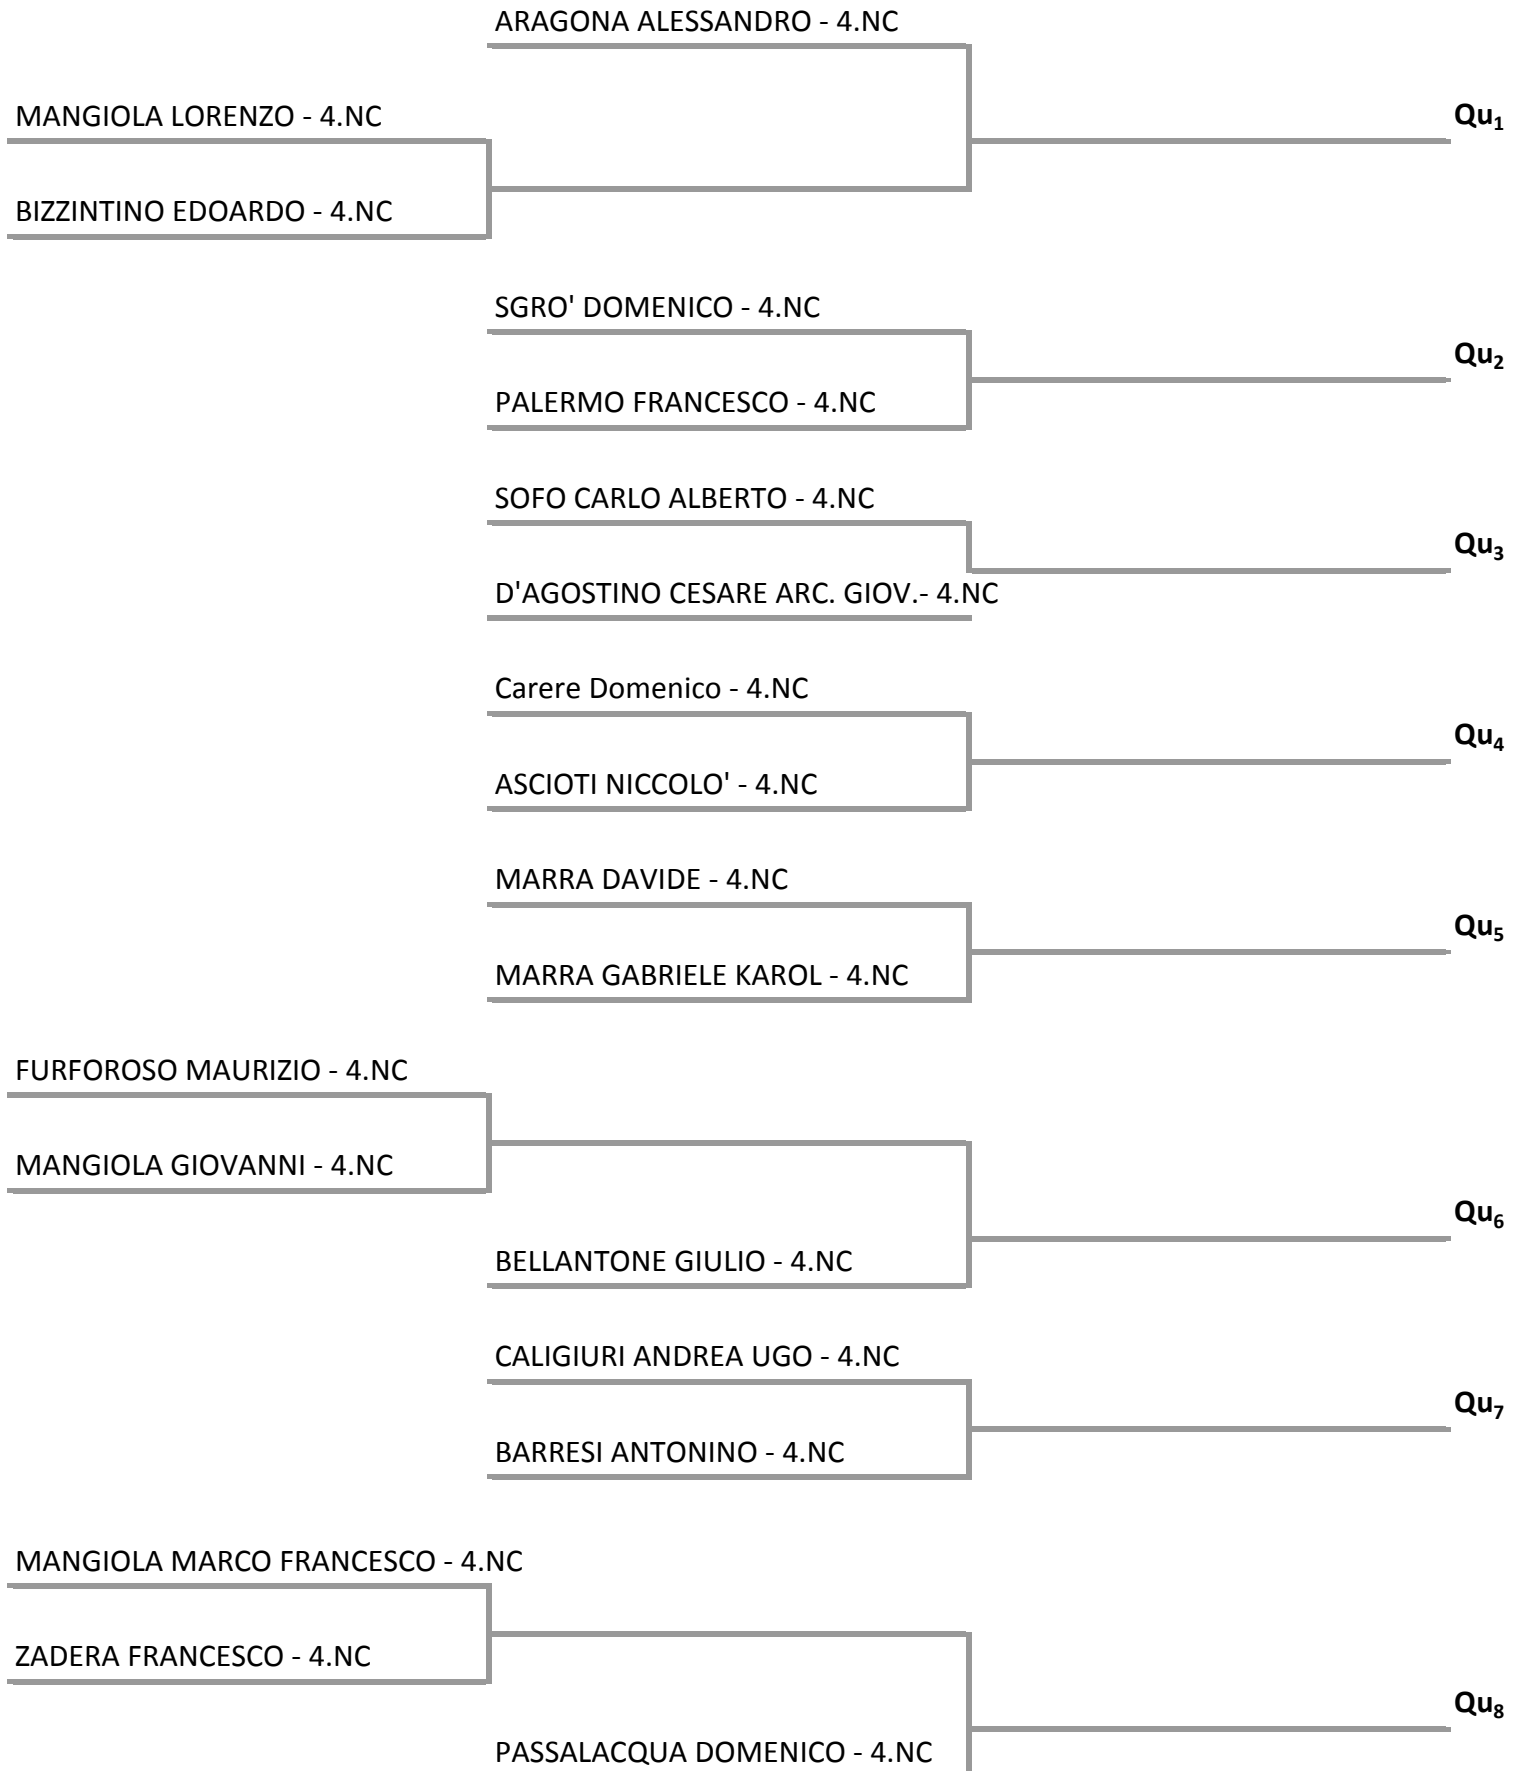 ARAGONA ALESSANDRO - 4.NC
MANGIOLA LORENZO - 4.NC
Qu1
BIZZINTINO EDOARDO - 4.NC
SGRO' DOMENICO - 4.NC
Qu2
PALERMO FRANCESCO - 4.NC
SOFO CARLO ALBERTO - 4.NC
Qu3
D'AGOSTINO CESARE ARC. GIOV.- 4.NC
Carere Domenico - 4.NC
Qu4
ASCIOTI NICCOLO' - 4.NC
MARRA DAVIDE - 4.NC
Qu5
MARRA GABRIELE KAROL - 4.NC
FURFOROSO MAURIZIO - 4.NC
MANGIOLA GIOVANNI - 4.NC
Qu6
BELLANTONE GIULIO - 4.NC
CALIGIURI ANDREA UGO - 4.NC
Qu7
BARRESI ANTONINO - 4.NC
MANGIOLA MARCO FRANCESCO - 4.NC
ZADERA FRANCESCO - 4.NC
Qu8
PASSALACQUA DOMENICO - 4.NC